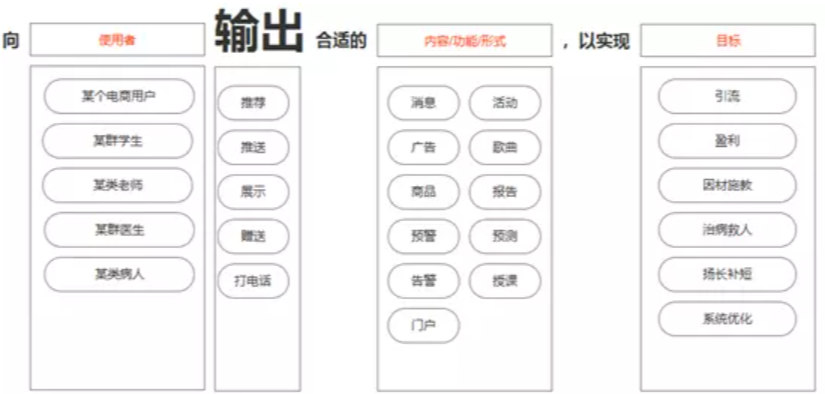 向 使用者 输出 合适的 内容/功能/形式 ，以实现 目标
某个电商用户
某群学生
某类老师
某群医生
某类病人
推荐
推送
展示
赠送
打电话
消息 活动
广告 歌曲
商品 报告
预警 预测
告警 授课
门户
引流
盈利
因材施教
治病救人
扬长补短
系统优化